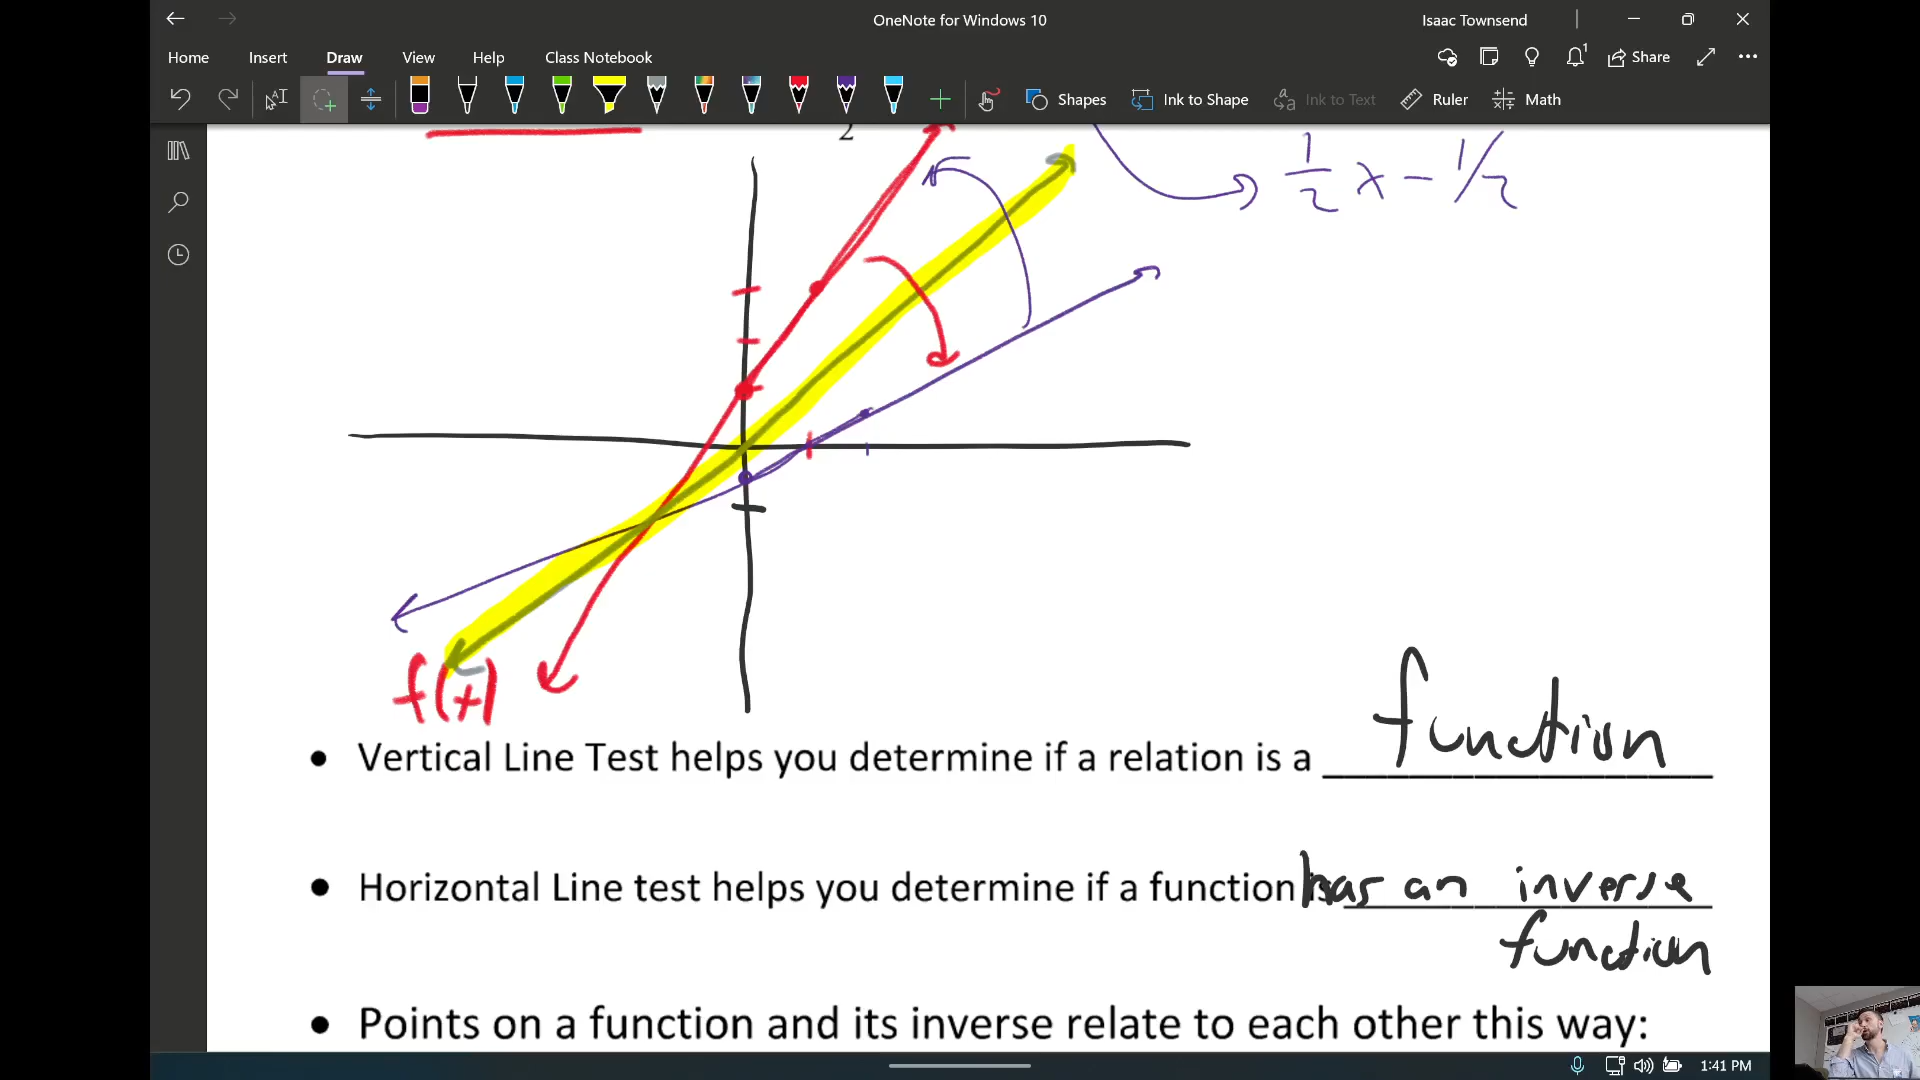 OneNote for Windows 10
Isaac Townsend
Home Insert Draw View Help Class Notebook
1
Share
Shapes Ink to Shape Ink to Text Ruler Math
2
1/2 x - 1/2
f(x)
• Vertical Line Test helps you determine if a relation is a function
• Horizontal Line test helps you determine if a function has an inverse
function
• Points on a function and its inverse relate to each other this way:
1:41 PM